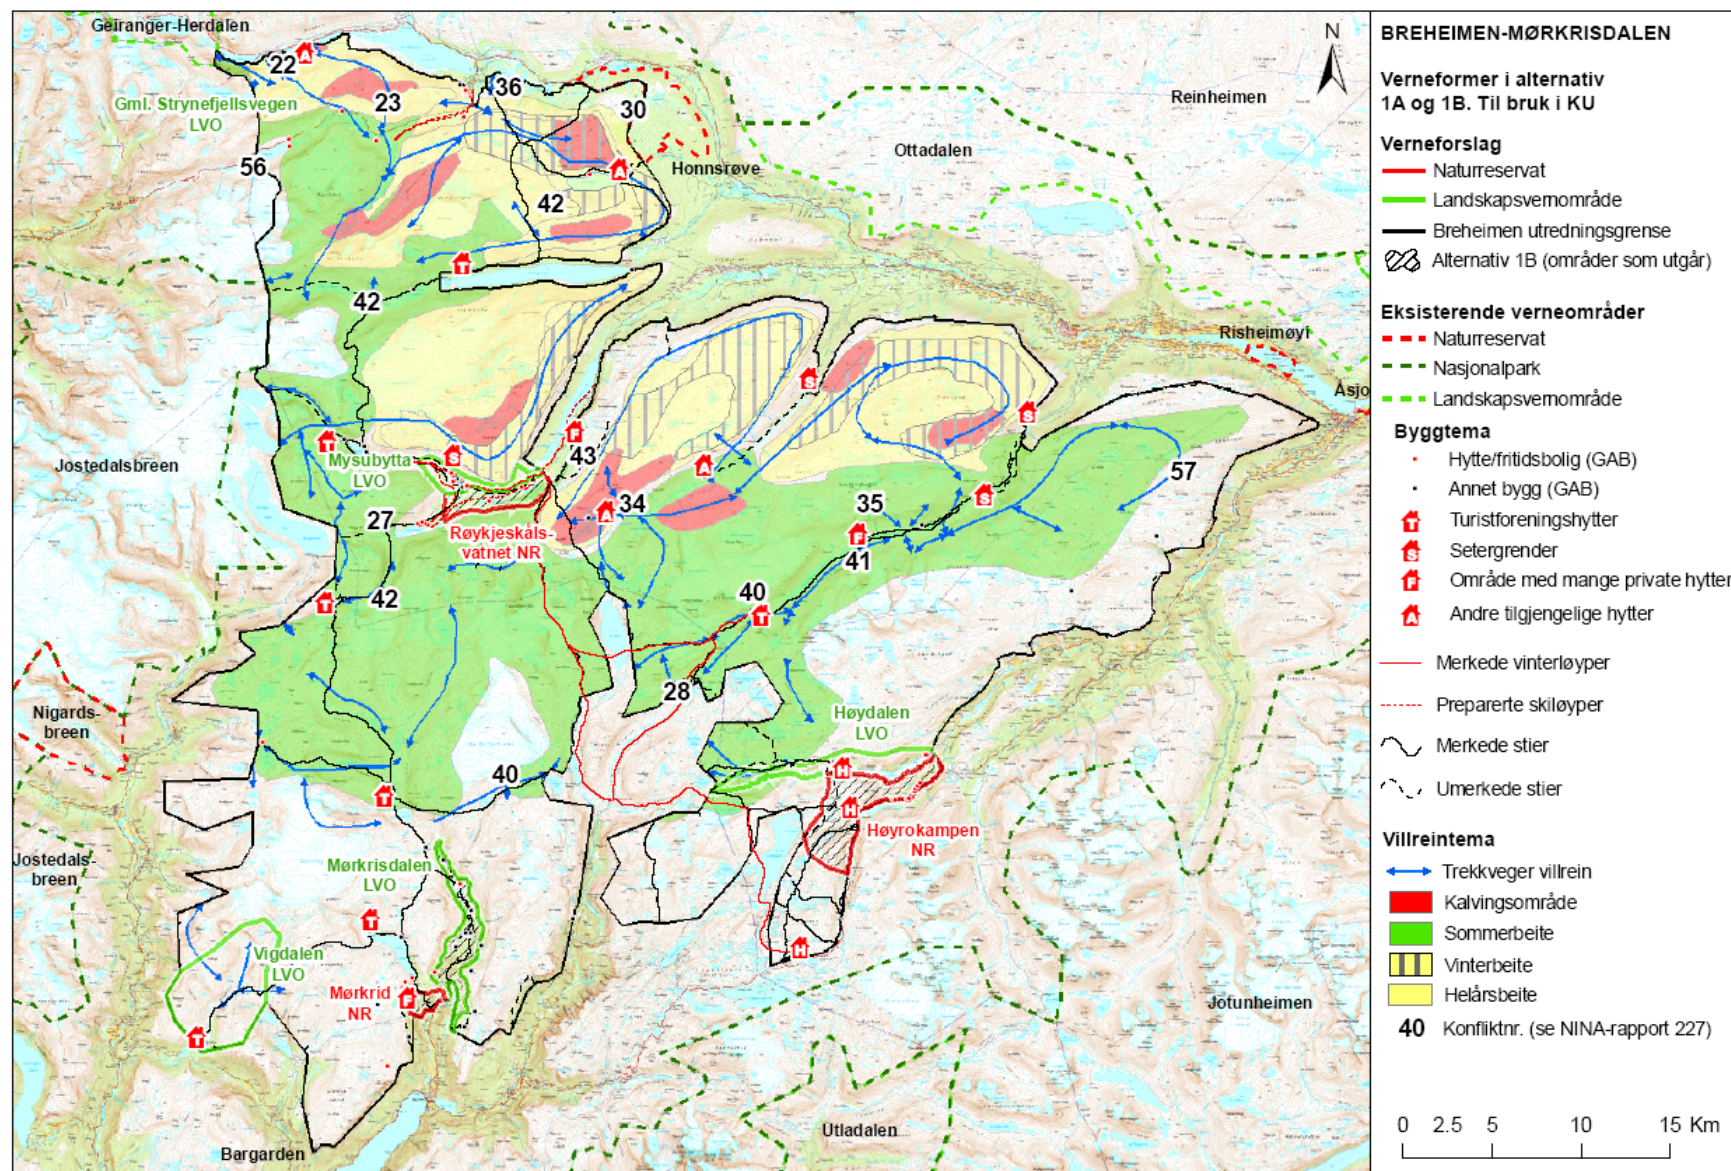 Geiranger-Herdalen
22
Gml. Strynefjellsvegen
LVO
23
36
30
N
Reinheimen
Ottadalen
Honnsrøve
56
42
42
Risheimøyi
Åsjo
Jostedalsbreen
Mysubytta
LVO
43
27
34
35
57
Røykjeskåls-
vatnet NR
41
42
40
28
Nigards-
breen
Høydalen
LVO
40
Høyrokampen
NR
Jostedals-
breen
Mørkrisdalen
LVO
Vigdalen
LVO
Mørkrid
NR
Jotunheimen
Utladalen
Bargarden
T
T
T
T
T
T
T
S
S
S
S
F
F
F
A
A
A
A
H
H
H
BREHEIMEN-MØRKRISDALEN
Verneformer i alternativ
1A og 1B. Til bruk i KU
Verneforslag
Naturreservat
Landskapsvernområde
Breheimen utredningsgrense
Alternativ 1B (områder som utgår)
Eksisterende verneområder
Naturreservat
Nasjonalpark
Landskapsvernområde
Byggtema
Hytte/fritidsbolig (GAB)
Annet bygg (GAB)
T Turistforeningshytter
S Setergrender
F Område med mange private hytter
A Andre tilgjengelige hytter
Merkede vinterløyper
Preparerte skiløyper
Merkede stier
Umerkede stier
Villreintema
Trekkveger villrein
Kalvingsområde
Sommerbeite
Vinterbeite
Helårsbeite
40 Konfliktnr. (se NINA-rapport 227)
0 2.5 5 10 15 Km